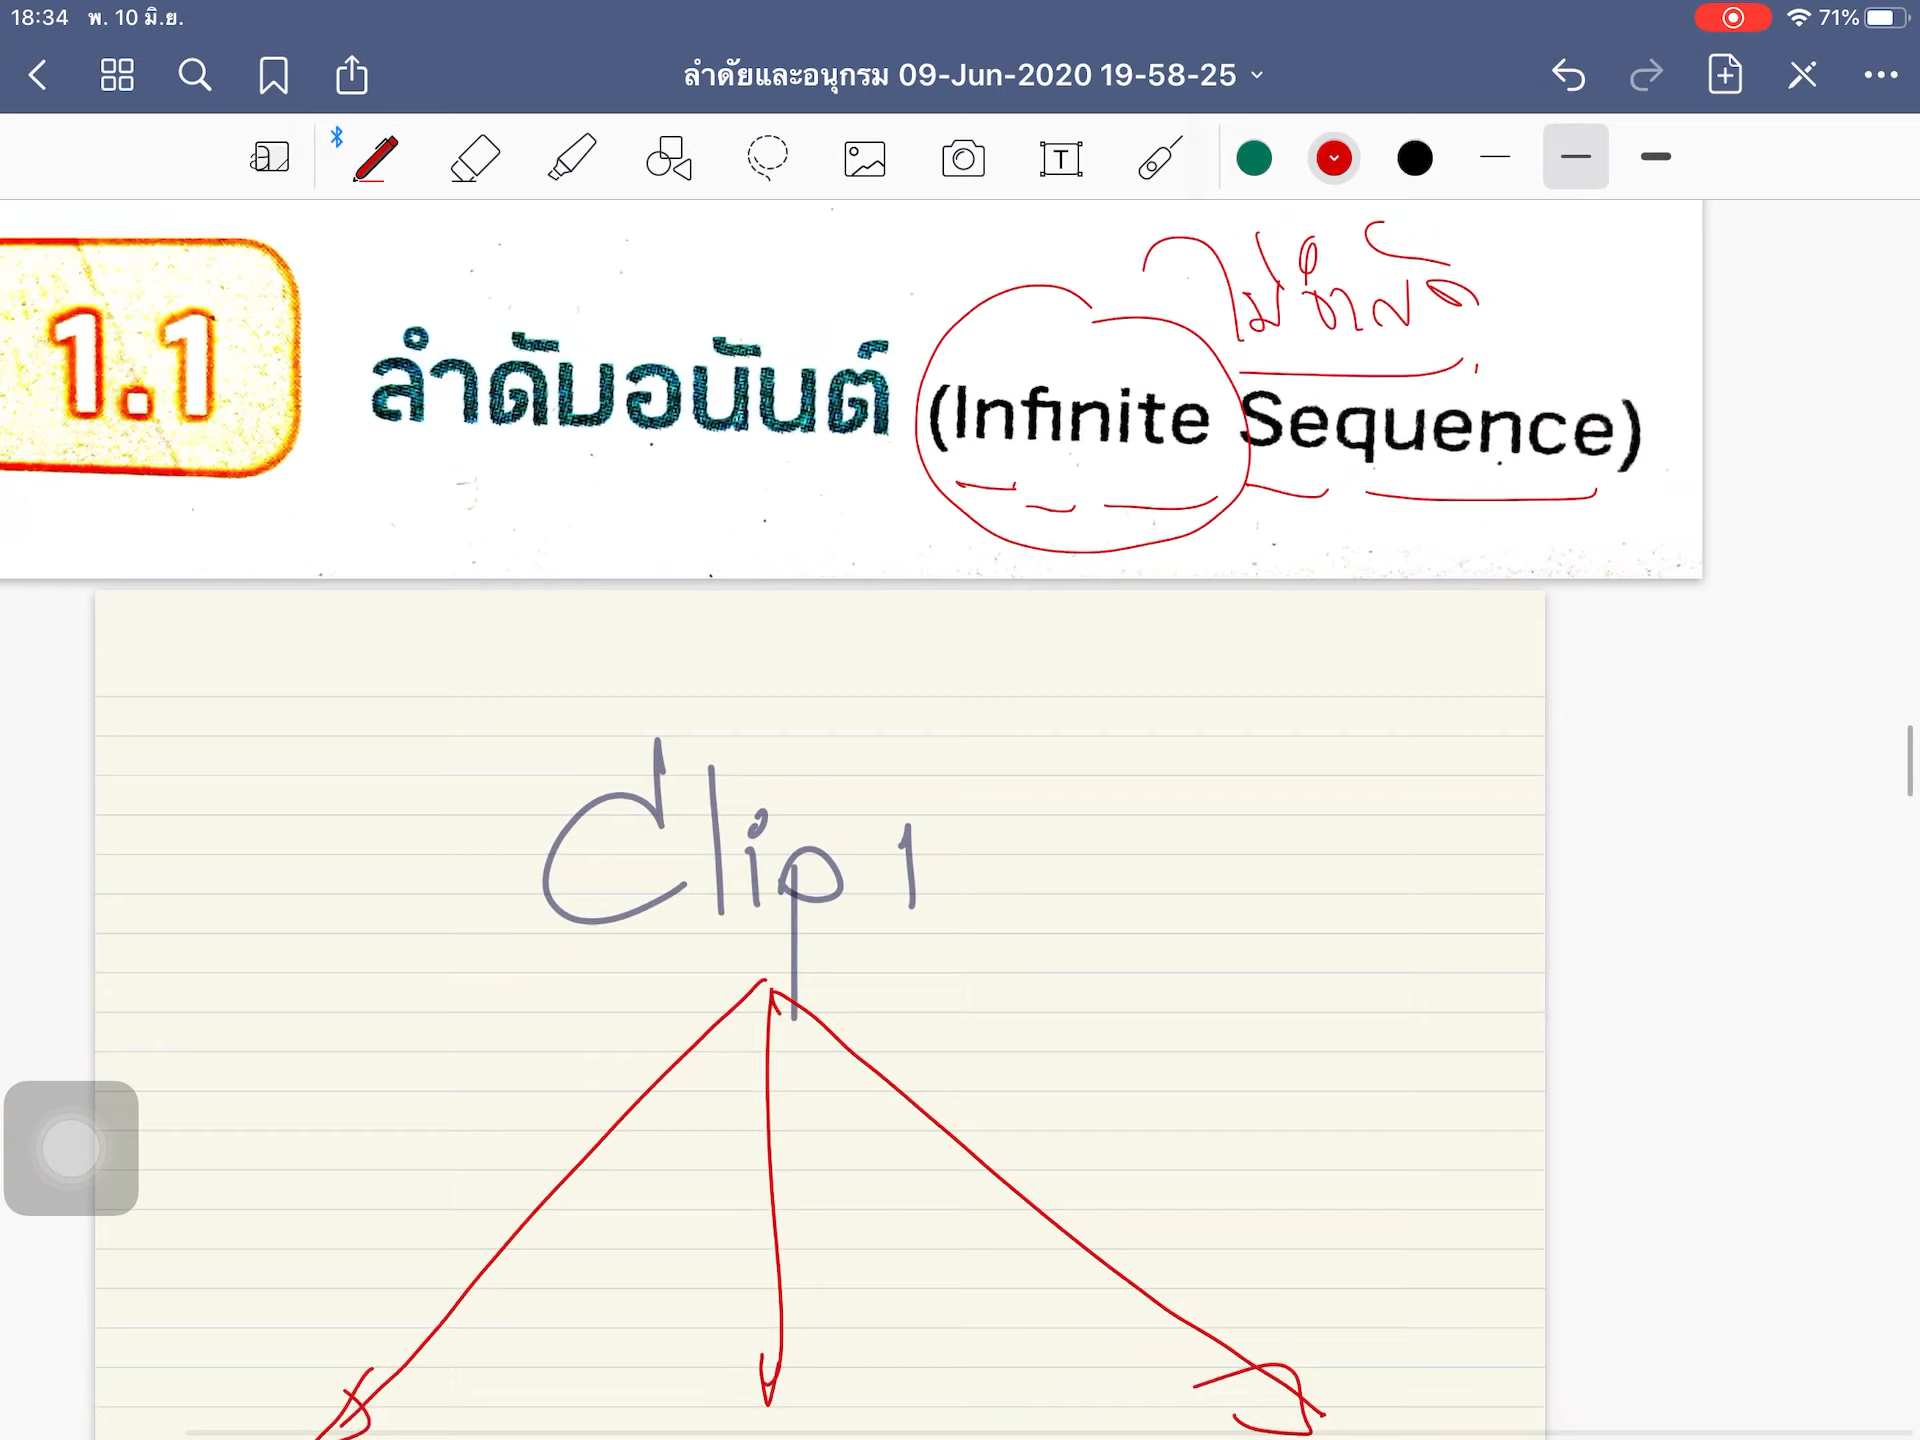 18:34 พ. 10 มิ.ย. 71%
ลำดัยและอนุกรม 09-Jun-2020 19-58-25
a T
ไม่จำกัด
1.1 ลำดับอนันต์ (Infinite Sequence)
Clip 1